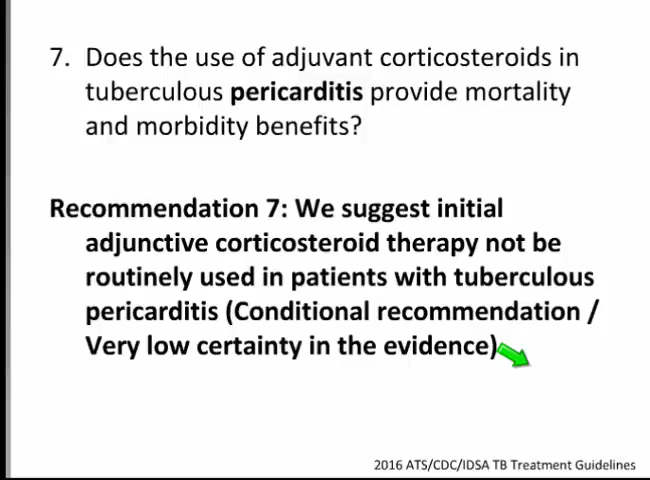 7. Does the use of adjuvant corticosteroids in
tuberculous pericarditis provide mortality
and morbidity benefits?
Recommendation 7: We suggest initial
adjunctive corticosteroid therapy not be
routinely used in patients with tuberculous
pericarditis (Conditional recommendation /
Very low certainty in the evidence)
2016 ATS/CDC/IDSA TB Treatment Guidelines